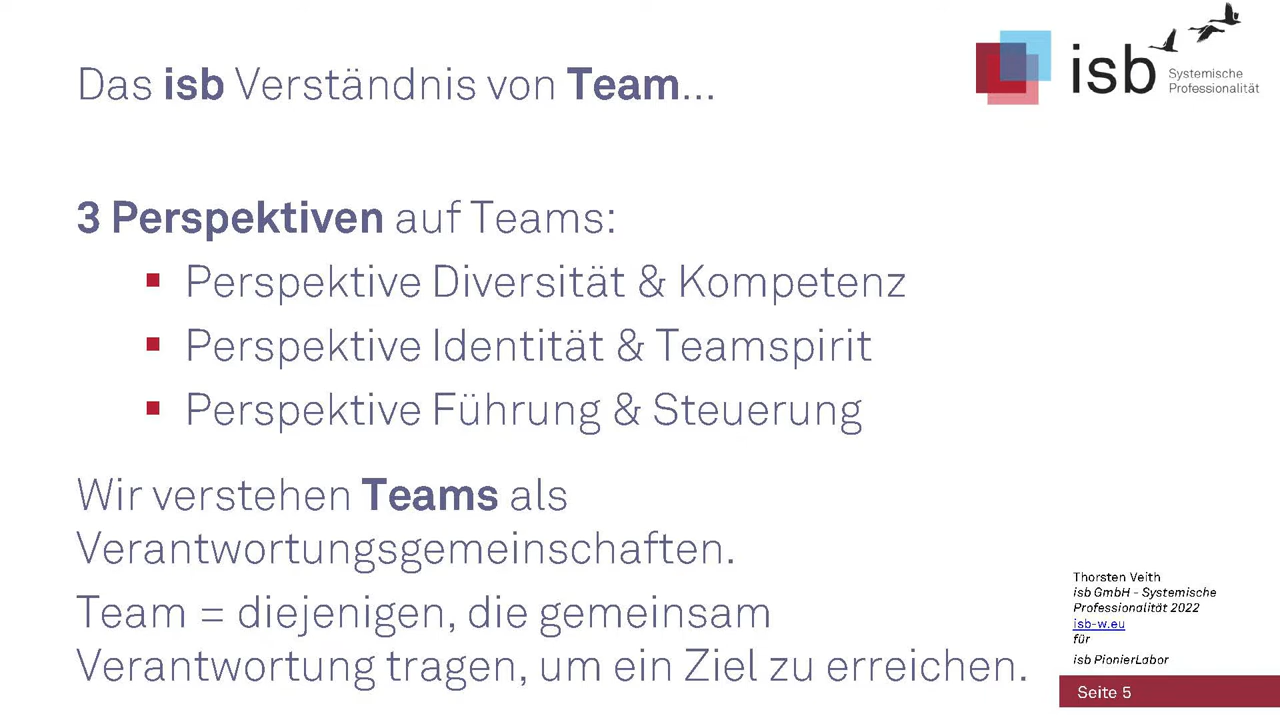 Das isb Verständnis von Team...
isb
Systemische
Professionalität
3 Perspektiven auf Teams:
▪ Perspektive Diversität & Kompetenz
▪ Perspektive Identität & Teamspirit
▪ Perspektive Führung & Steuerung
Wir verstehen Teams als
Verantwortungsgemeinschaften.
Team = diejenigen, die gemeinsam
Verantwortung tragen, um ein Ziel zu erreichen.
Thorsten Veith
isb GmbH - Systemische
Professionalität 2022
isb-w.eu
für
isb PionierLabor
Seite 5